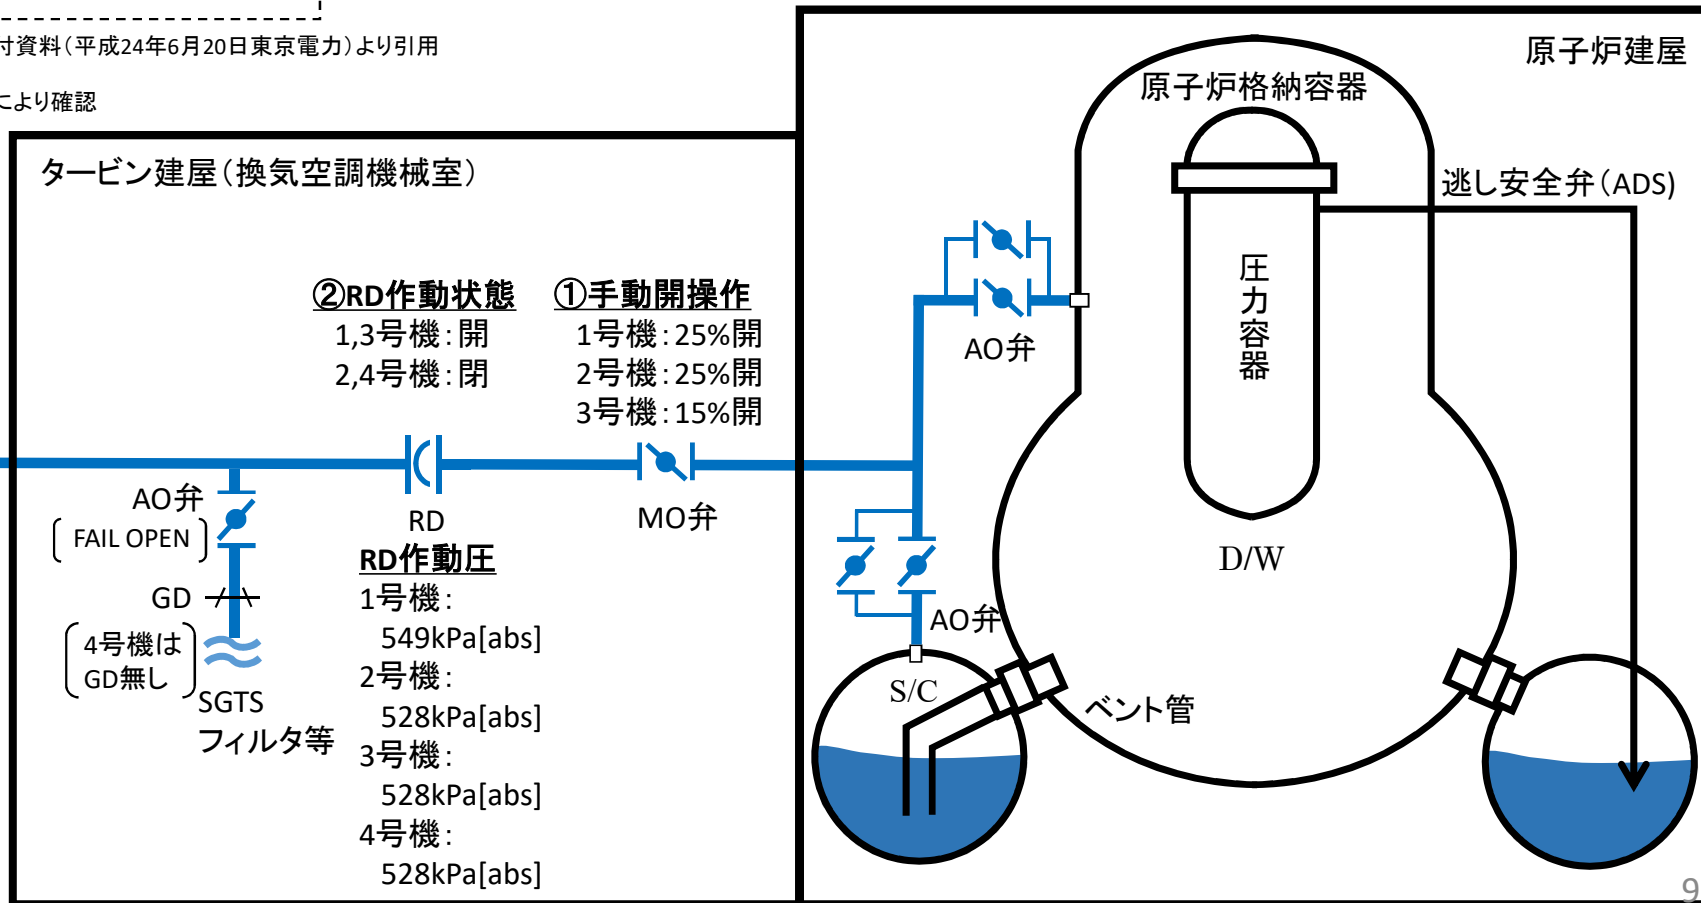 付資料（平成24年6月20日東京電力）より引用
により確認
原子炉建屋
原子炉格納容器
タービン建屋（換気空調機械室）
逃し安全弁（ADS)
圧力容器
②RD作動状態
1,3号機：開
2,4号機：閉
①手動開操作
1号機：25%開
2号機：25%開
3号機：15%開
AO弁
AO弁
FAIL OPEN
RD
MO弁
D/W
RD作動圧
1号機：
549kPa[abs]
2号機：
528kPa[abs]
3号機：
528kPa[abs]
4号機：
528kPa[abs]
GD
4号機は
GD無し
SGTS
フィルタ等
AO弁
S/C
ベント管
9